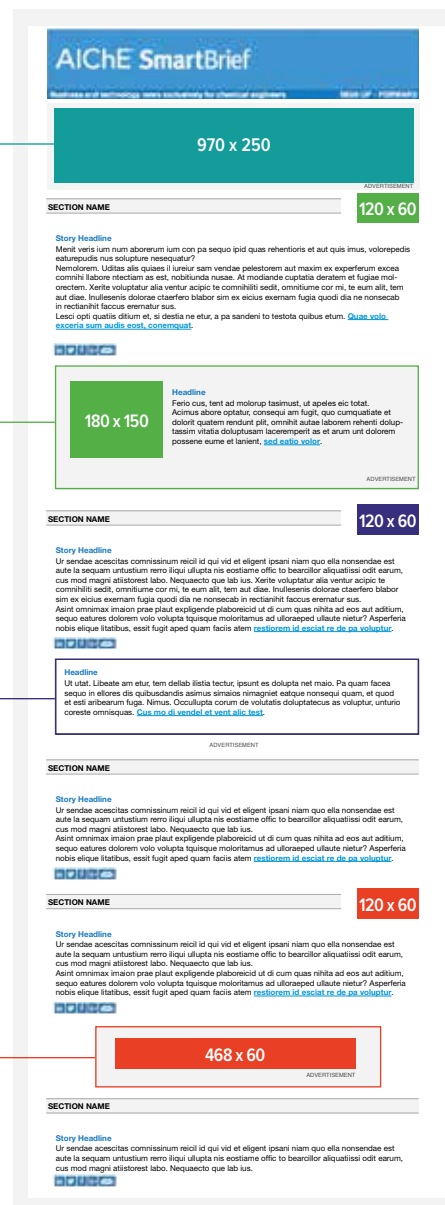 AIChE SmartBrief
Business and technology news exclusively for chemical engineers SIGN UP · FORWARD
970 x 250
ADVERTISEMENT
SECTION NAME
120 x 60
Story Headline
Menit veris ium num aborerum ium con pa sequo ipid quas rehentioris et aut quis imus, volorepedis
eaturepudis nus solupture nesequatur?
Nemolorem. Uditas alis quiaes il iureiur sam vendae pelestorem aut maxim ex experferum excea
comnihi llabore ntectiam as est, nobitiunda nusae. At modiande cuptatia deratem et fugiae mol-
orectem. Xerite voluptatur alia ventur acipic te comnihiliti sedit, omnitiume cor mi, te eum alit, tem
aut diae. Inullesenis dolorae ctaerfero blabor sim ex eicius exernam fugia quodi dia ne nonsecab
in rectianihit faccus erernatur sus.
Lesci opti quatiis ditium et, si destia ne etur, a pa sandeni to testota quibus etum. Quae volo
exceria sum audis eost, conemquat.
180 x 150
Headline
Ferio cus, tent ad molorup tasimust, ut apeles eic totat.
Acimus abore optatur, consequi am fugit, quo cumquatiate et
dolorit quatem rendunt plit, omnihit autae laborem rehenti dolup-
tassim vitatia doluptusam laceremperit as et arum unt dolorem
possene eume et lanient, sed eatio volor.
ADVERTISEMENT
SECTION NAME
120 x 60
Story Headline
Ur sendae acescitas comnissinum reicil id qui vid et eligent ipsani niam quo ella nonsendae est
aute la sequam untustium rerro iliqui ullupta nis eostiame offic to bearcillor aliquatiissi odit earum,
cus mod magni atiistorest labo. Nequaecto que lab ius. Xerite voluptatur alia ventur acipic te
comnihiliti sedit, omnitiume cor mi, te eum alit, tem aut diae. Inullesenis dolorae ctaerfero blabor
sim ex eicius exernam fugia quodi dia ne nonsecab in rectianihit faccus erernatur sus.
Asint omnimax imaion prae plaut expligende plaboreicid ut di cum quas nihita ad eos aut aditium,
sequo eatures dolorem volo volupta tquisque moluritatomus ad ulloraeped ullaute nietur? Asperferia
nobis elique litatibus, essit fugit aped quam faciis atem restiorem id esciat re de pa voluptur.
Headline
Ut utat. Libeate am etur, tem dellab ilistia tectur, ipsunt es dolupta net maio. Pa quam facea
sequo in ellores dis quibusdandis asimus simaios nimagniet eatque nonsequi quam, et quod
et esti aribearum fuga. Nimus. Occullupta corum de volutatis doluptatecus as voluptur, unturio
coreste omnisquas. Cus mo di vendel et vent alic test.
ADVERTISEMENT
SECTION NAME
Story Headline
Ur sendae acescitas comnissinum reicil id qui vid et eligent ipsani niam quo ella nonsendae est
aute la sequam untustium rerro iliqui ullupta nis eostiame offic to bearcillor aliquatiissi odit earum,
cus mod magni atiistorest labo. Nequaecto que lab ius.
Asint omnimax imaion prae plaut expligende plaboreicid ut di cum quas nihita ad eos aut aditium,
sequo eatures dolorem volo volupta tquisque moluritatomus ad ulloraeped ullaute nietur? Asperferia
nobis elique litatibus, essit fugit aped quam faciis atem restiorem id esciat re de pa voluptur.
SECTION NAME
120 x 60
Story Headline
Ur sendae acescitas comnissinum reicil id qui vid et eligent ipsani niam quo ella nonsendae est
aute la sequam untustium rerro iliqui ullupta nis eostiame offic to bearcillor aliquatiissi odit earum,
cus mod magni atiistorest labo. Nequaecto que lab ius.
Asint omnimax imaion prae plaut expligende plaboreicid ut di cum quas nihita ad eos aut aditium,
sequo eatures dolorem volo volupta tquisque moluritatomus ad ulloraeped ullaute nietur? Asperferia
nobis elique litatibus, essit fugit aped quam faciis atem restiorem id esciat re de pa voluptur.
468 x 60
ADVERTISEMENT
SECTION NAME
Story Headline
Ur sendae acescitas comnissinum reicil id qui vid et eligent ipsani niam quo ella nonsendae est
aute la sequam untustium rerro iliqui ullupta nis eostiame offic to bearcillor aliquatiissi odit earum,
cus mod magni atiistorest labo. Nequaecto que lab ius.